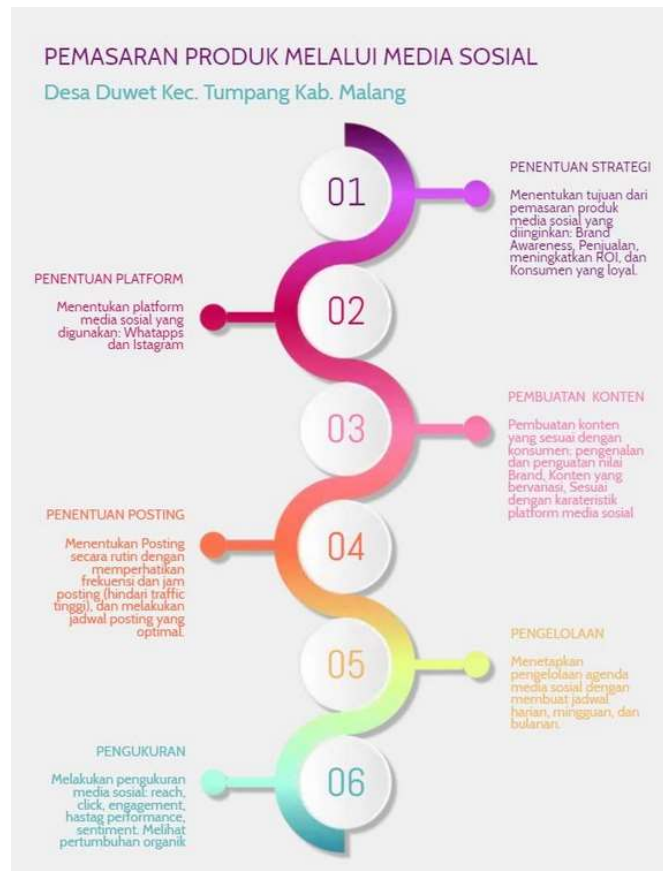 PEMASARAN PRODUK MELALUI MEDIA SOSIAL
Desa Duwet Kec. Tumpang Kab. Malang
01
PENENTUAN STRATEGI
Menentukan tujuan dari
pemasaran produk
media sosial yang
diinginkan: Brand
Awareness, Penjualan,
meningkatkan ROI, dan
Konsumen yang loyal.
PENENTUAN PLATFORM
Menentukan platform
media sosial yang
digunakan: Whatapps
dan Istagram
02
03
PEMBUATAN KONTEN
Pembuatan konten
yang sesuai dengan
konsumen: pengenalan
dan penguatan nilai
Brand, Konten yang
bervariasi, Sesuai
dengan karateristik
platform media sosial
PENENTUAN POSTING
Menentukan Posting
secara rutin dengan
memperhatikan
frekuensi dan jam
posting (hindari traffic
tinggi), dan melakukan
jadwal posting yang
optimal.
04
05
PENGELOLAAN
Menetapkan
pengelolaan agenda
media sosial dengan
membuat jadwal
harian, mingguan, dan
bulanan.
PENGUKURAN
Melakukan pengukuran
media sosial: reach,
click, engagement,
hastag performance,
sentiment. Melihat
pertumbuhan organik
06